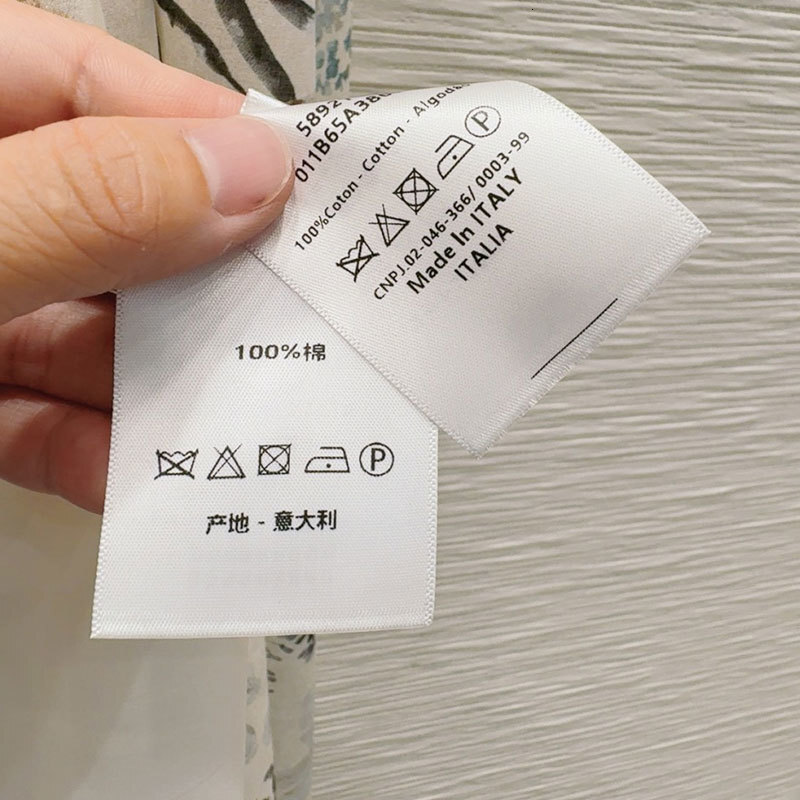 5892
011B65A38
100%Coton - Cotton -
P
CNPJ.02-046-366/ 0003-99
Made In ITALY
ITALIA
100%棉
P
产地 - 意大利